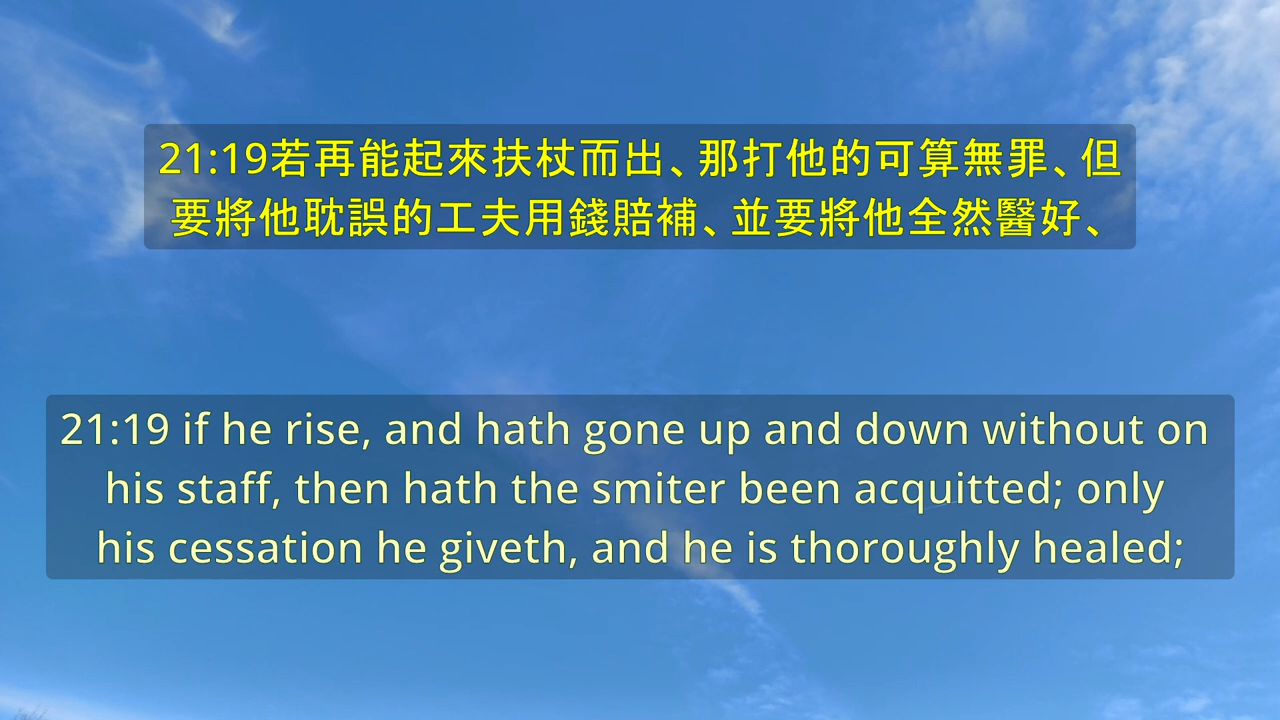 21:19若再能起來扶杖而出、那打他的可算無罪、但
要將他耽誤的工夫用錢賠補、並要將他全然醫好、
21:19 if he rise, and hath gone up and down without on
his staff, then hath the smiter been acquitted; only
his cessation he giveth, and he is thoroughly healed;